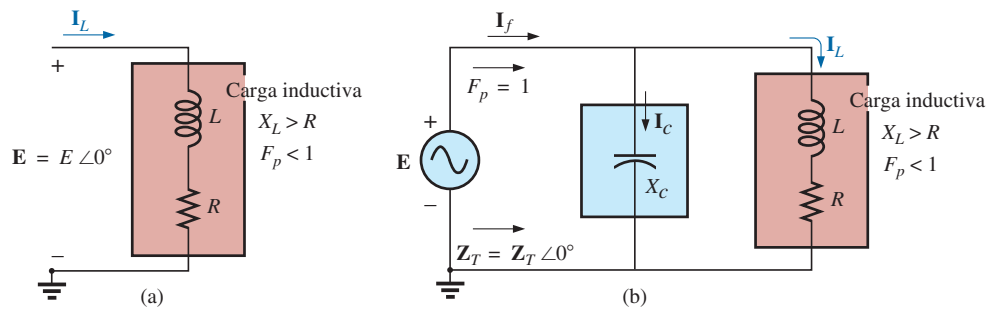 I_L
+
Carga inductiva
L
X_L > R
F_p < 1
E = E ∠0°
R
–
(a)
I_f
I_L
F_p = 1
Carga inductiva
I_c
L
X_L > R
+
F_p < 1
E
X_C
R
–
Z_T = Z_T ∠0°
(b)